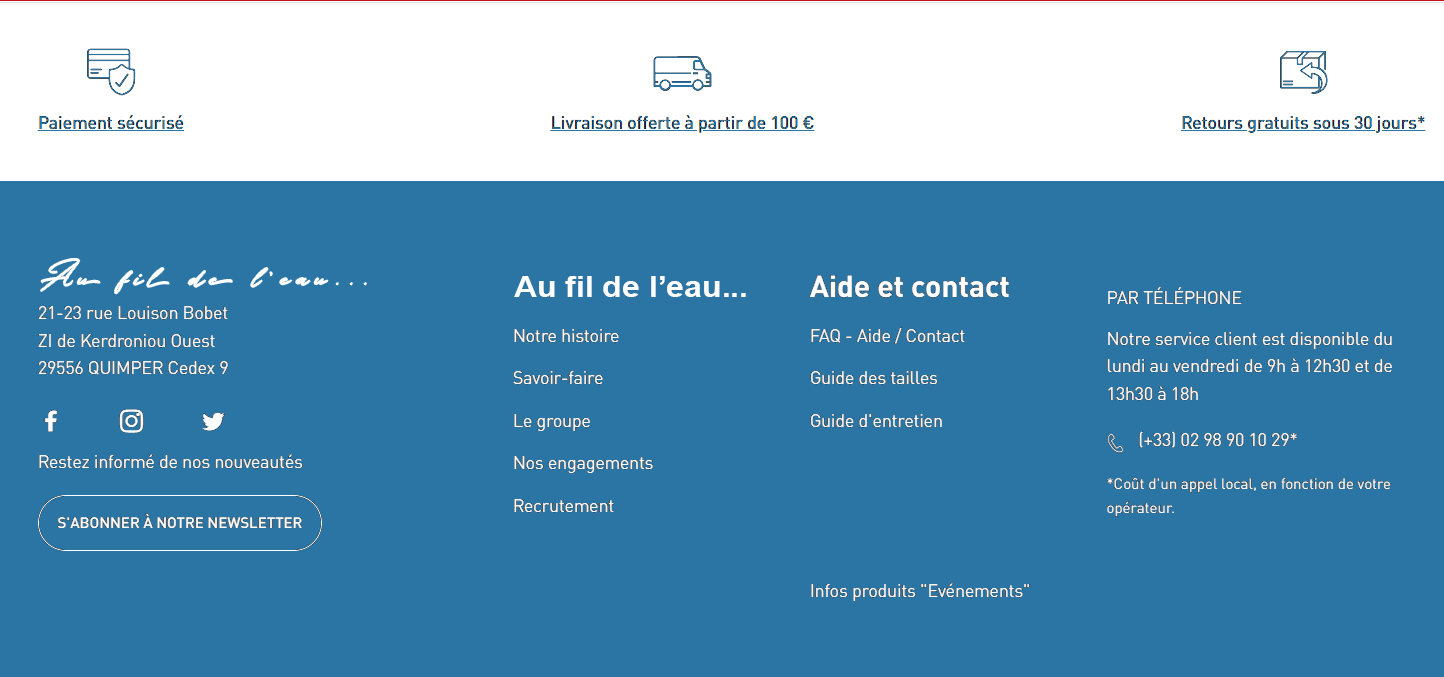 Paiement sécurisé
Livraison offerte à partir de 100 €
Retours gratuits sous 30 jours*
Au fil de l'eau...
21-23 rue Louison Bobet
ZI de Kerdroniou Ouest
29556 QUIMPER Cedex 9
Restez informé de nos nouveautés
S'ABONNER À NOTRE NEWSLETTER
Au fil de l’eau...
Notre histoire
Savoir-faire
Le groupe
Nos engagements
Recrutement
Aide et contact
FAQ - Aide / Contact
Guide des tailles
Guide d'entretien
Infos produits "Evénements"
PAR TÉLÉPHONE
Notre service client est disponible du
lundi au vendredi de 9h à 12h30 et de
13h30 à 18h
(+33) 02 98 90 10 29*
*Coût d'un appel local, en fonction de votre
opérateur.